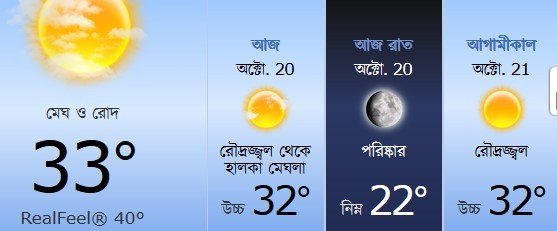 মেঘ ও রোদ
33°
RealFeel® 40°
আজ
অক্টো. 20
রৌদ্রজ্জ্বল থেকে
হালকা মেঘলা
উচ্চ 32°
আজ রাত
অক্টো. 20
পরিষ্কার
নিম্ন 22°
আগামীকাল
অক্টো. 21
রৌদ্রজ্জ্বল
উচ্চ 32°